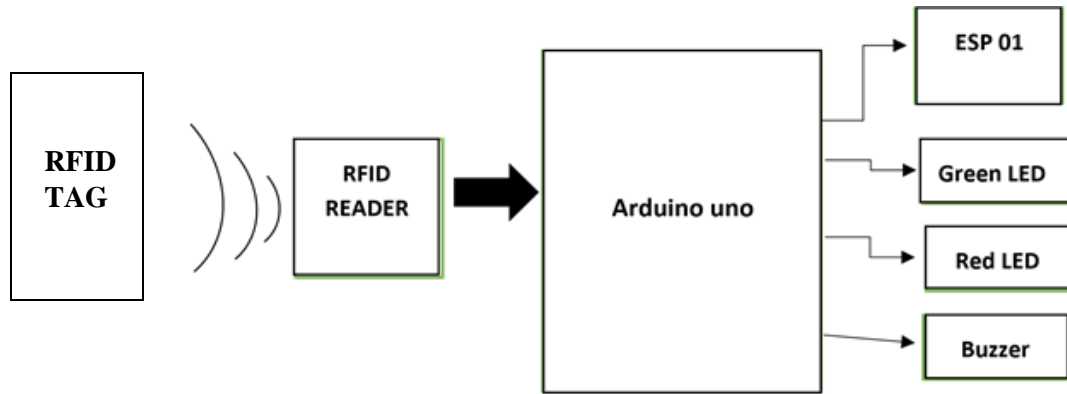 RFID
TAG
RFID
READER
Arduino uno
ESP 01
Green LED
Red LED
Buzzer